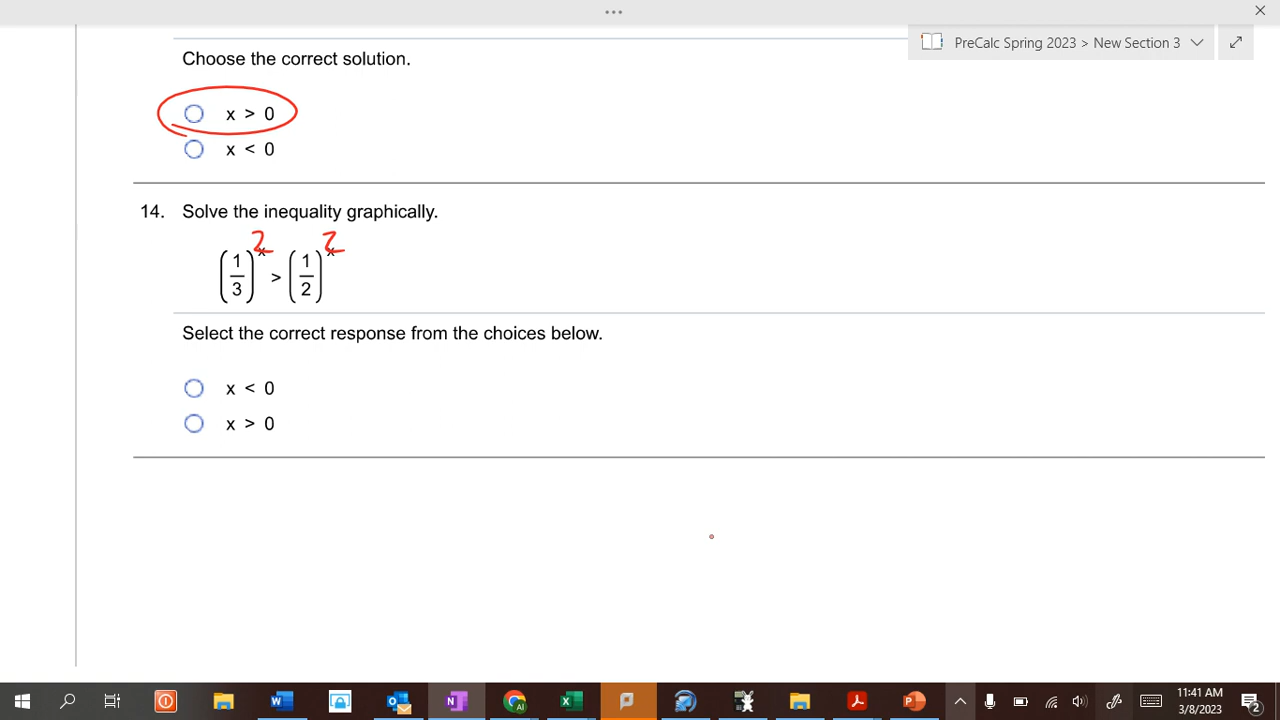 PreCalc Spring 2023 > New Section 3
Choose the correct solution.
x > 0
x < 0
14. Solve the inequality graphically.
2 2
(1/3)^x > (1/2)^x
Select the correct response from the choices below.
x < 0
x > 0
11:41 AM
3/8/2023
2